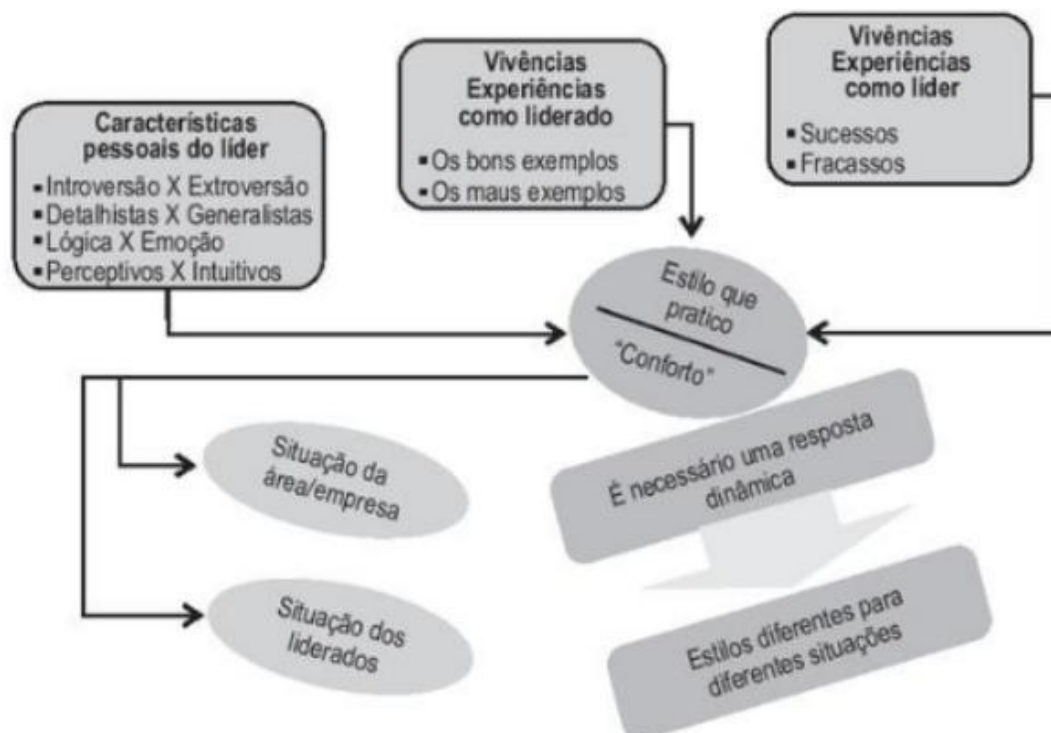 Características
pessoais do líder
▪ Introversão X Extroversão
▪ Detalhistas X Generalistas
▪ Lógica X Emoção
▪ Perceptivos X Intuitivos
Vivências
Experiências
como liderado
▪ Os bons exemplos
▪ Os maus exemplos
Vivências
Experiências
como líder
▪ Sucessos
▪ Fracassos
Estilo que
pratico
“Conforto”
Situação da
área/empresa
Situação dos
liderados
É necessário uma resposta
dinâmica
Estilos diferentes para
diferentes situações